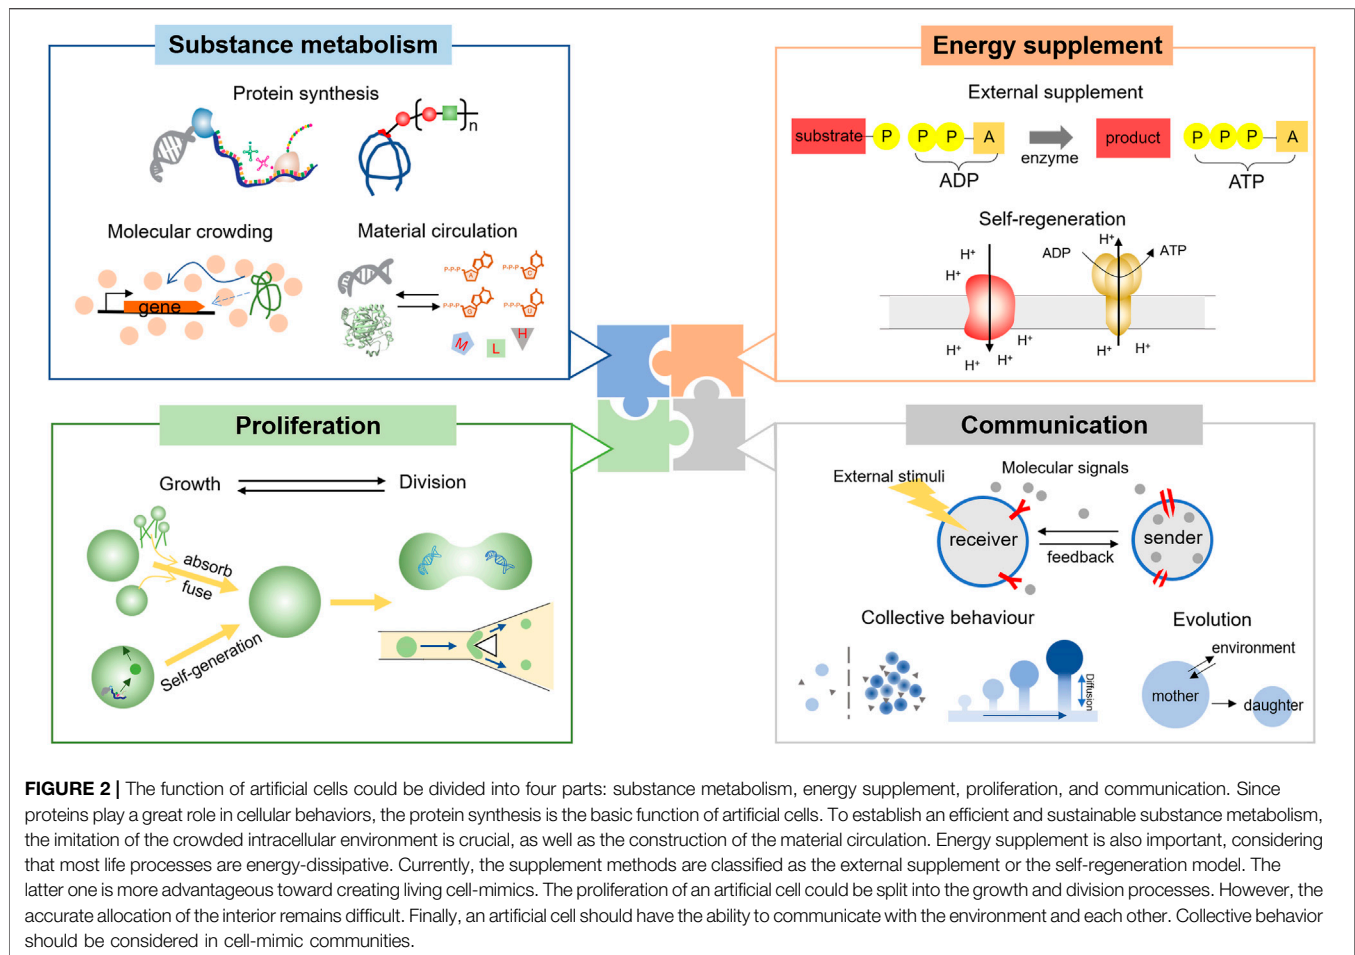 Substance metabolism
Protein synthesis
n
Molecular crowding
gene
Material circulation
P-P-P-
A
P-P-P-
C
P-P-P-
G
P-P-P-
U
M
L
H
Energy supplement
External supplement
substrate P P P A
enzyme
product P P P A
ADP
ATP
Self-regeneration
H+
H+
ADP
H+
ATP
H+
H+
H+
H+
H+
H+
H+
Proliferation
Growth
Division
absorb
fuse
Self-generation
Communication
External stimuli
Molecular signals
receiver
feedback
sender
Collective behaviour
Diffusion
Evolution
environment
mother
daughter
FIGURE 2 | The function of artificial cells could be divided into four parts: substance metabolism, energy supplement, proliferation, and communication. Since
proteins play a great role in cellular behaviors, the protein synthesis is the basic function of artificial cells. To establish an efficient and sustainable substance metabolism,
the imitation of the crowded intracellular environment is crucial, as well as the construction of the material circulation. Energy supplement is also important, considering
that most life processes are energy-dissipative. Currently, the supplement methods are classified as the external supplement or the self-regeneration model. The
latter one is more advantageous toward creating living cell-mimics. The proliferation of an artificial cell could be split into the growth and division processes. However, the
accurate allocation of the interior remains difficult. Finally, an artificial cell should have the ability to communicate with the environment and each other. Collective behavior
should be considered in cell-mimic communities.